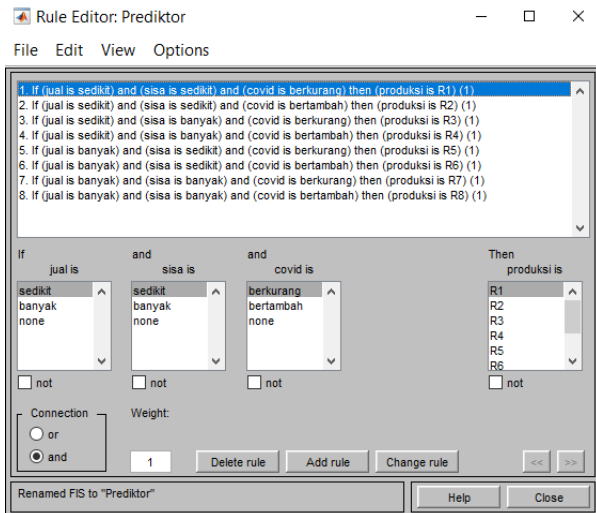 Rule Editor: Prediktor
File Edit View Options
1. If (jual is sedikit) and (sisa is sedikit) and (covid is berkurang) then (produksi is R1) (1)
2. If (jual is sedikit) and (sisa is sedikit) and (covid is bertambah) then (produksi is R2) (1)
3. If (jual is sedikit) and (sisa is banyak) and (covid is berkurang) then (produksi is R3) (1)
4. If (jual is sedikit) and (sisa is banyak) and (covid is bertambah) then (produksi is R4) (1)
5. If (jual is banyak) and (sisa is sedikit) and (covid is berkurang) then (produksi is R5) (1)
6. If (jual is banyak) and (sisa is sedikit) and (covid is bertambah) then (produksi is R6) (1)
7. If (jual is banyak) and (sisa is banyak) and (covid is berkurang) then (produksi is R7) (1)
8. If (jual is banyak) and (sisa is banyak) and (covid is bertambah) then (produksi is R8) (1)
If and and Then
jual is sisa is covid is produksi is
sedikit sedikit berkurang R1
banyak banyak bertambah R2
none none none R3
R4
R5
R6
not not not not
Connection Weight:
or
and 1 Delete rule Add rule Change rule << >>
Renamed FIS to "Prediktor" Help Close